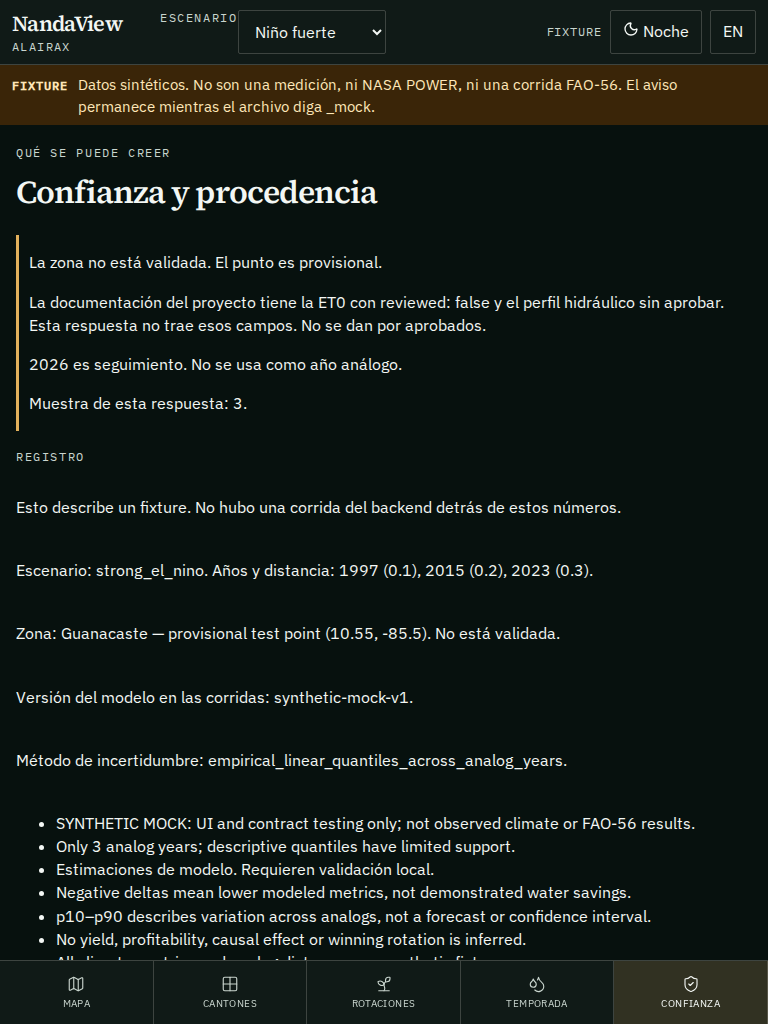 NandaView
ALAIRAX
ESCENARIO
Niño fuerte
FIXTURE
Noche
EN
FIXTURE
Datos sintéticos. No son una medición, ni NASA POWER, ni una corrida FAO-56. El aviso
permanece mientras el archivo diga _mock.
QUÉ SE PUEDE CREER
Confianza y procedencia
La zona no está validada. El punto es provisional.
La documentación del proyecto tiene la ET0 con reviewed: false y el perfil hidráulico sin aprobar.
Esta respuesta no trae esos campos. No se dan por aprobados.
2026 es seguimiento. No se usa como año análogo.
Muestra de esta respuesta: 3.
REGISTRO
Esto describe un fixture. No hubo una corrida del backend detrás de estos números.
Escenario: strong_el_nino. Años y distancia: 1997 (0.1), 2015 (0.2), 2023 (0.3).
Zona: Guanacaste — provisional test point (10.55, -85.5). No está validada.
Versión del modelo en las corridas: synthetic-mock-v1.
Método de incertidumbre: empirical_linear_quantiles_across_analog_years.
• SYNTHETIC MOCK: UI and contract testing only; not observed climate or FAO-56 results.
• Only 3 analog years; descriptive quantiles have limited support.
• Estimaciones de modelo. Requieren validación local.
• Negative deltas mean lower modeled metrics, not demonstrated water savings.
• p10–p90 describes variation across analogs, not a forecast or confidence interval.
• No yield, profitability, causal effect or winning rotation is inferred.
MAPA
CANTONES
ROTACIONES
TEMPORADA
CONFIANZA